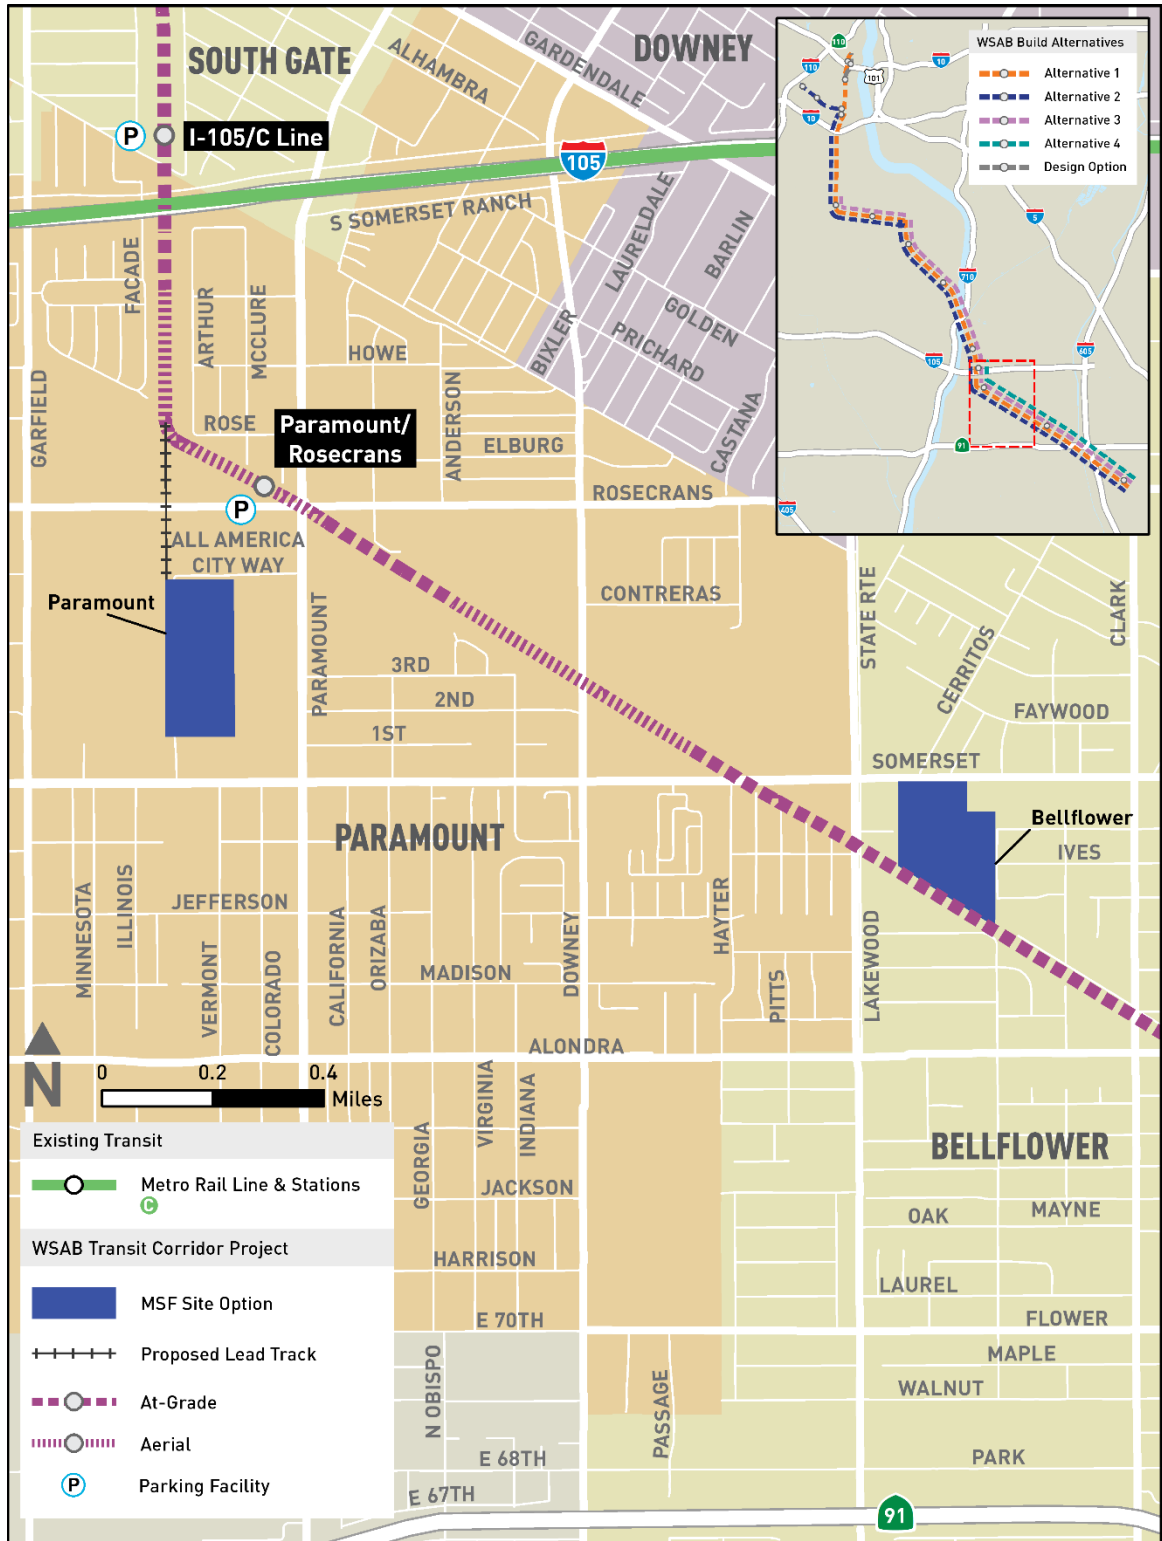 SOUTH GATE
DOWNEY
ALHAMBRA
GARDENDALE
P
I-105/C Line
105
S SOMERSET RANCH
LAURELDALE
BARLIN
FACADE
ARTHUR
MCCLURE
HOWE
BIXLER
GOLDEN
PRICHARD
GARFIELD
ROSE
Paramount/
Rosecrans
ANDERSON
ELBURG
CASTANA
P
ROSECRANS
ALL AMERICA
CITY WAY
Paramount
PARAMOUNT
CONTRERAS
STATE RTE
CLARK
CERRITOS
3RD
2ND
1ST
FAYWOOD
SOMERSET
PARAMOUNT
Bellflower
IVES
MINNESOTA
ILLINOIS
JEFFERSON
VERMONT
COLORADO
CALIFORNIA
ORIZABA
MADISON
DOWNEY
HAYTER
PITTS
LAKEWOOD
ALONDRA
VIRGINIA
INDIANA
GEORGIA
JACKSON
HARRISON
E 70TH
BELLFLOWER
OAK
MAYNE
LAUREL
FLOWER
MAPLE
WALNUT
N OBISPO
PASSAGE
E 68TH
E 67TH
PARK
91
N
0 0.2 0.4
Miles
Existing Transit
Metro Rail Line & Stations
C
WSAB Transit Corridor Project
MSF Site Option
Proposed Lead Track
At-Grade
Aerial
P Parking Facility
WSAB Build Alternatives
Alternative 1
Alternative 2
Alternative 3
Alternative 4
Design Option
110
110
101
10
10
5
710
105
605
91
405